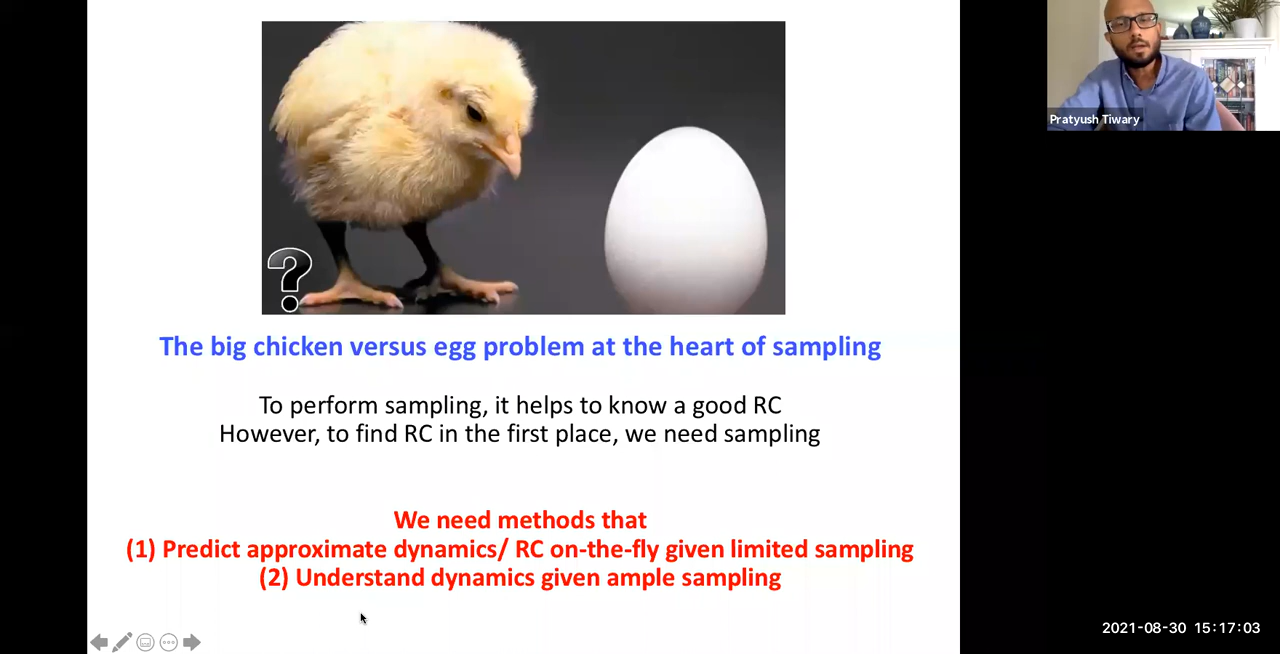 Pratyush Tiwary
?
The big chicken versus egg problem at the heart of sampling
To perform sampling, it helps to know a good RC
However, to find RC in the first place, we need sampling
We need methods that
(1) Predict approximate dynamics/ RC on-the-fly given limited sampling
(2) Understand dynamics given ample sampling
2021-08-30 15:17:03